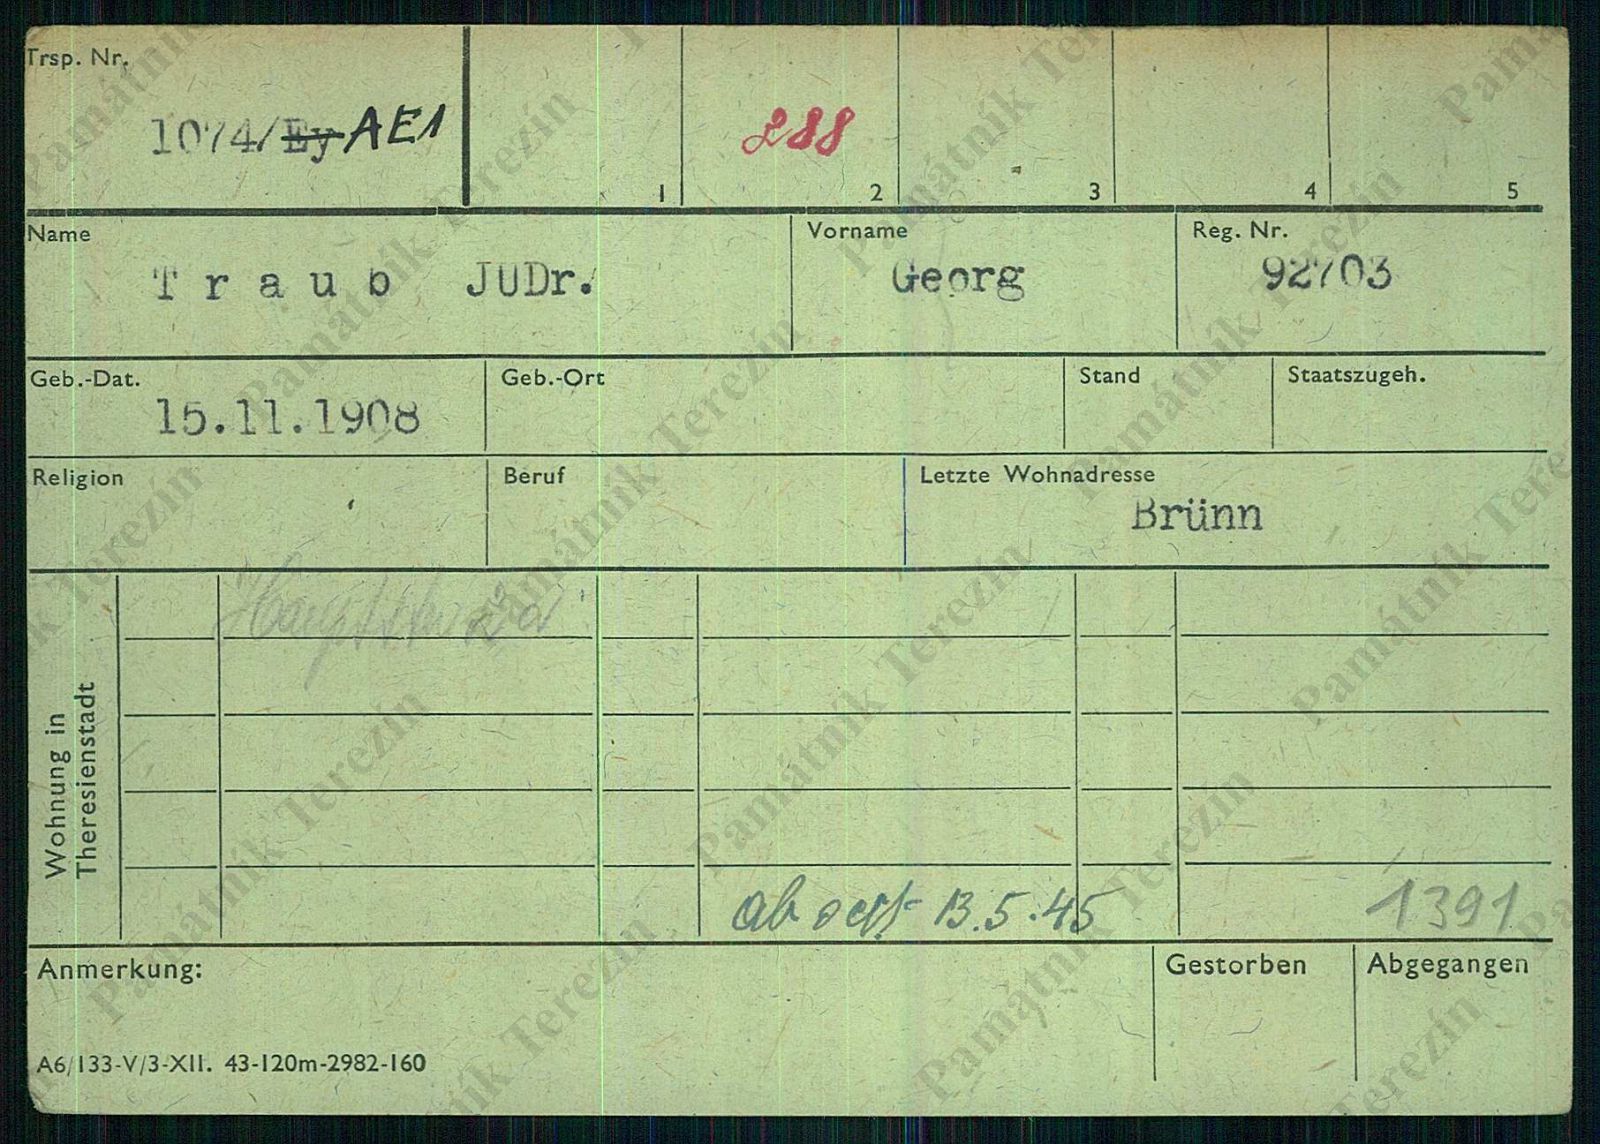 Trsp. Nr.
1074/Ey AE1
288
1 2 3 4 5
Name
Traub JUDr.
Vorname
Georg
Reg. Nr.
92703
Geb.-Dat.
15.11.1908
Geb.-Ort
Stand
Staatszugeh.
Religion
Beruf
Letzte Wohnadresse
Brünn
Wohnung in
Theresienstadt
ab 13.5.45
1391
Anmerkung:
Gestorben
Abgegangen
A6/133-V/3-XII. 43-120m-2982-160
Památník Terezín